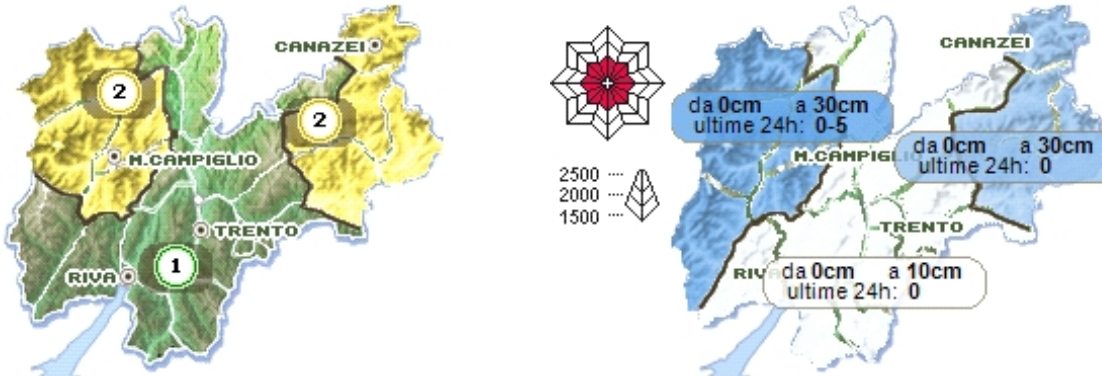 CANAZEI
2
2
M.CAMPIGLIO
TRENTO
1
RIVA
2500
2000
1500
CANAZEI
da 0cm a 30cm
ultime 24h: 0-5
da 0cm a 30cm
ultime 24h: 0
M.CAMPIGLIO
TRENTO
RIVA
da 0cm a 10cm
ultime 24h: 0